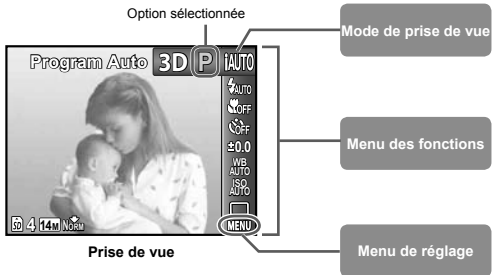 Option sélectionnée
Mode de prise de vue
Program Auto 3D P iAUTO
AUTO
OFF
OFF
±0.0
WB
AUTO
ISO
AUTO
Menu des fonctions
SD 4 14M NORM
MENU
Prise de vue
Menu de réglage